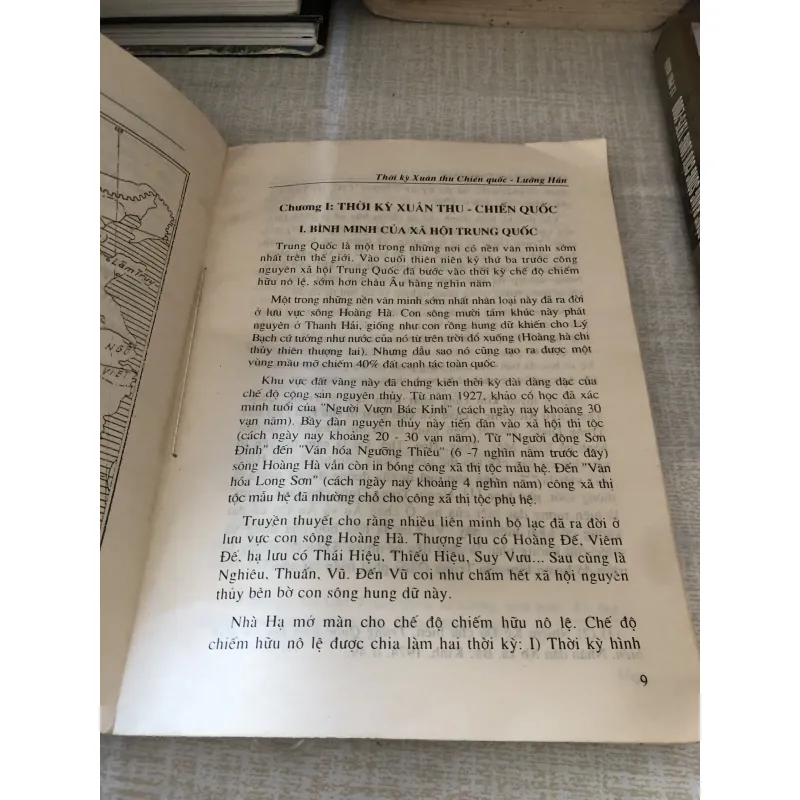 Lâm Truy
NGÔ
VIỆT
Thời kỳ Xuân thu Chiến quốc - Lưỡng Hán
Chương I: THỜI KỲ XUÂN THU - CHIẾN QUỐC
I. BÌNH MINH CỦA XÃ HỘI TRUNG QUỐC
Trung Quốc là một trong những nơi có nền văn minh sớm
nhất trên thế giới. Vào cuối thiên niên kỷ thứ ba trước công
nguyên xã hội Trung Quốc đã bước vào thời kỳ chế độ chiếm
hữu nô lệ, sớm hơn châu Âu hàng nghìn năm
Một trong những nền văn minh sớm nhất nhân loại này đã ra đời
ở lưu vực sông Hoàng Hà. Con sông mười tám khúc này phát
nguyên ở Thanh Hải, giống như con rồng hung dữ khiến cho Lý
Bạch cứ tưởng như nước của nó từ trên trời đổ xuống (Hoàng hà chi
thủy thiên thượng lai). Nhưng dẫu sao nó cũng tạo ra được một
vùng màu mỡ chiếm 40% đất canh tác toàn quốc.
Khu vực đất vàng này đã chứng kiến thời kỳ dài dằng dặc của
chế độ cộng sản nguyên thủy. Từ năm 1927, khảo cổ học đã xác
minh tuổi của "Người Vượn Bắc Kinh" (cách ngày nay khoảng 30
vạn năm). Bầy đàn nguyên thủy này tiến dần vào xã hội thị tộc
(cách ngày nay khoảng 20 - 30 vạn năm). Từ "Người động Sơn
Đỉnh" đến "Văn hóa Ngưỡng Thiều" (6 -7 nghìn năm trước đây)
sông Hoàng Hà vẫn còn in bóng công xã thị tộc mẫu hệ. Đến "Văn
hóa Long Sơn" (cách ngày nay khoảng 4 nghìn năm) công xã thị
tộc mẫu hệ đã nhường chỗ cho công xã thị tộc phụ hệ.
Truyền thuyết cho rằng nhiều liên minh bộ lạc đã ra đời ở
lưu vực con sông Hoàng Hà. Thượng lưu có Hoàng Đế, Viêm
Đế, hạ lưu có Thái Hiệu, Thiếu Hiệu, Suy Vưu... Sau cùng là
Nghiêu, Thuấn, Vũ. Đến Vũ coi như chấm hết xã hội nguyên
thủy bên bờ con sông hung dữ này.
Nhà Hạ mở màn cho chế độ chiếm hữu nô lệ. Chế độ
chiếm hữu nô lệ được chia làm hai thời kỳ: I) Thời kỳ hình
9